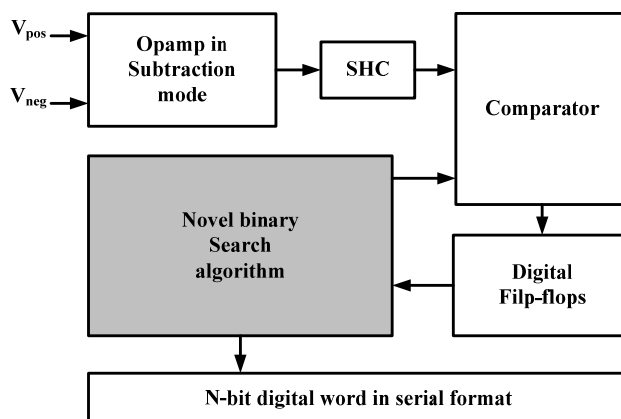 Vpos
Opamp in
Subtraction
mode
SHC
Comparator
Vneg
Novel binary
Search
algorithm
Digital
Filp-flops
N-bit digital word in serial format